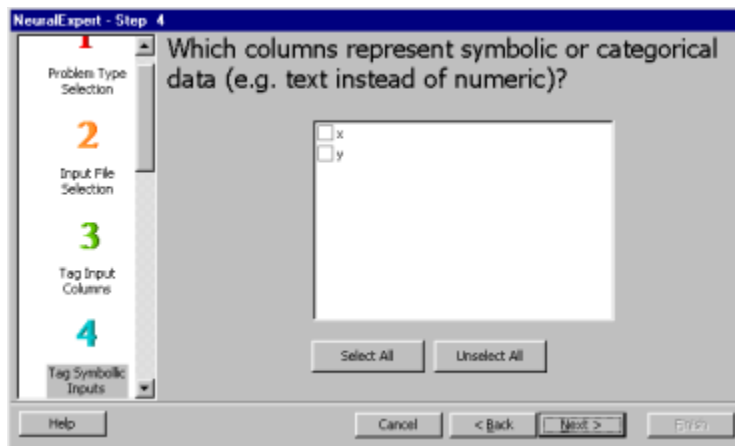 NeuralExpert - Step 4
1
Problem Type
Selection
2
Input File
Selection
3
Tag Input
Columns
4
Tag Symbolic
Inputs
Which columns represent symbolic or categorical
data (e.g. text instead of numeric)?
x
y
Select All
Unselect All
Help
Cancel
< Back
Next >
Finish